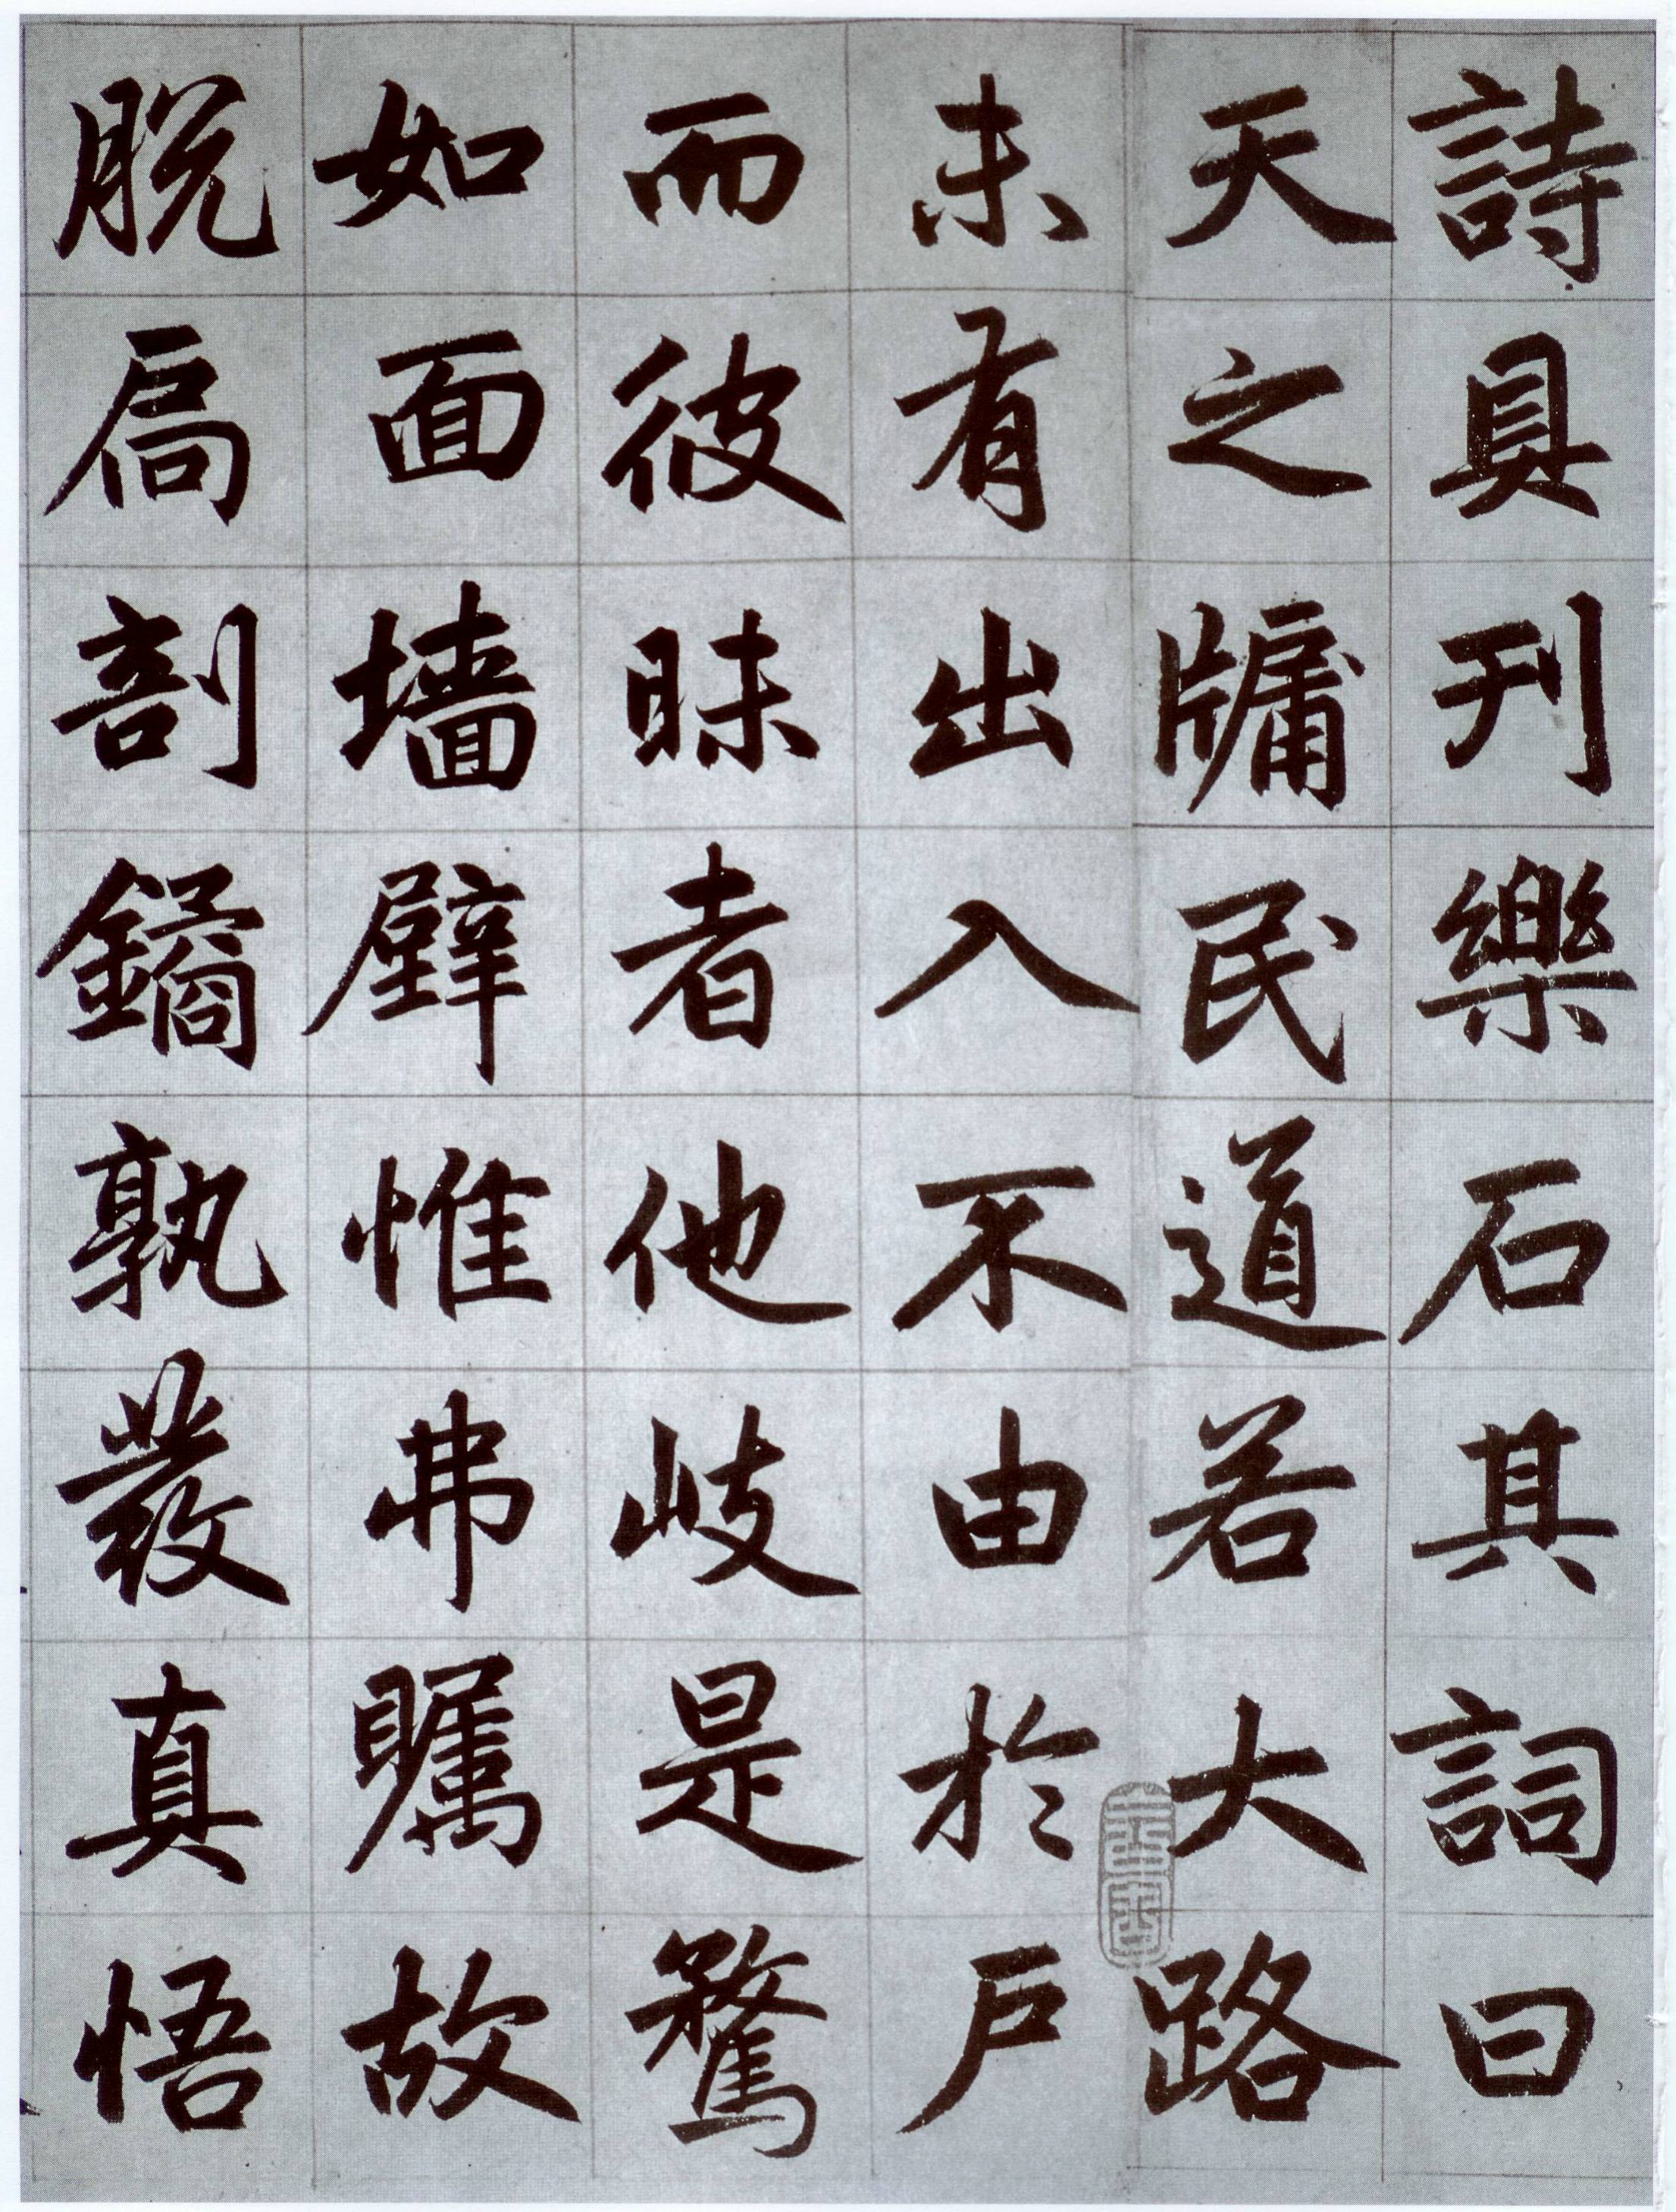 詩具刊樂石其詞曰
天之牖民道若大路
未有出入不由於戶
而彼昧者他岐是騖
如面墻壁惟弗矚故
脫扃剖鐍孰發真悟